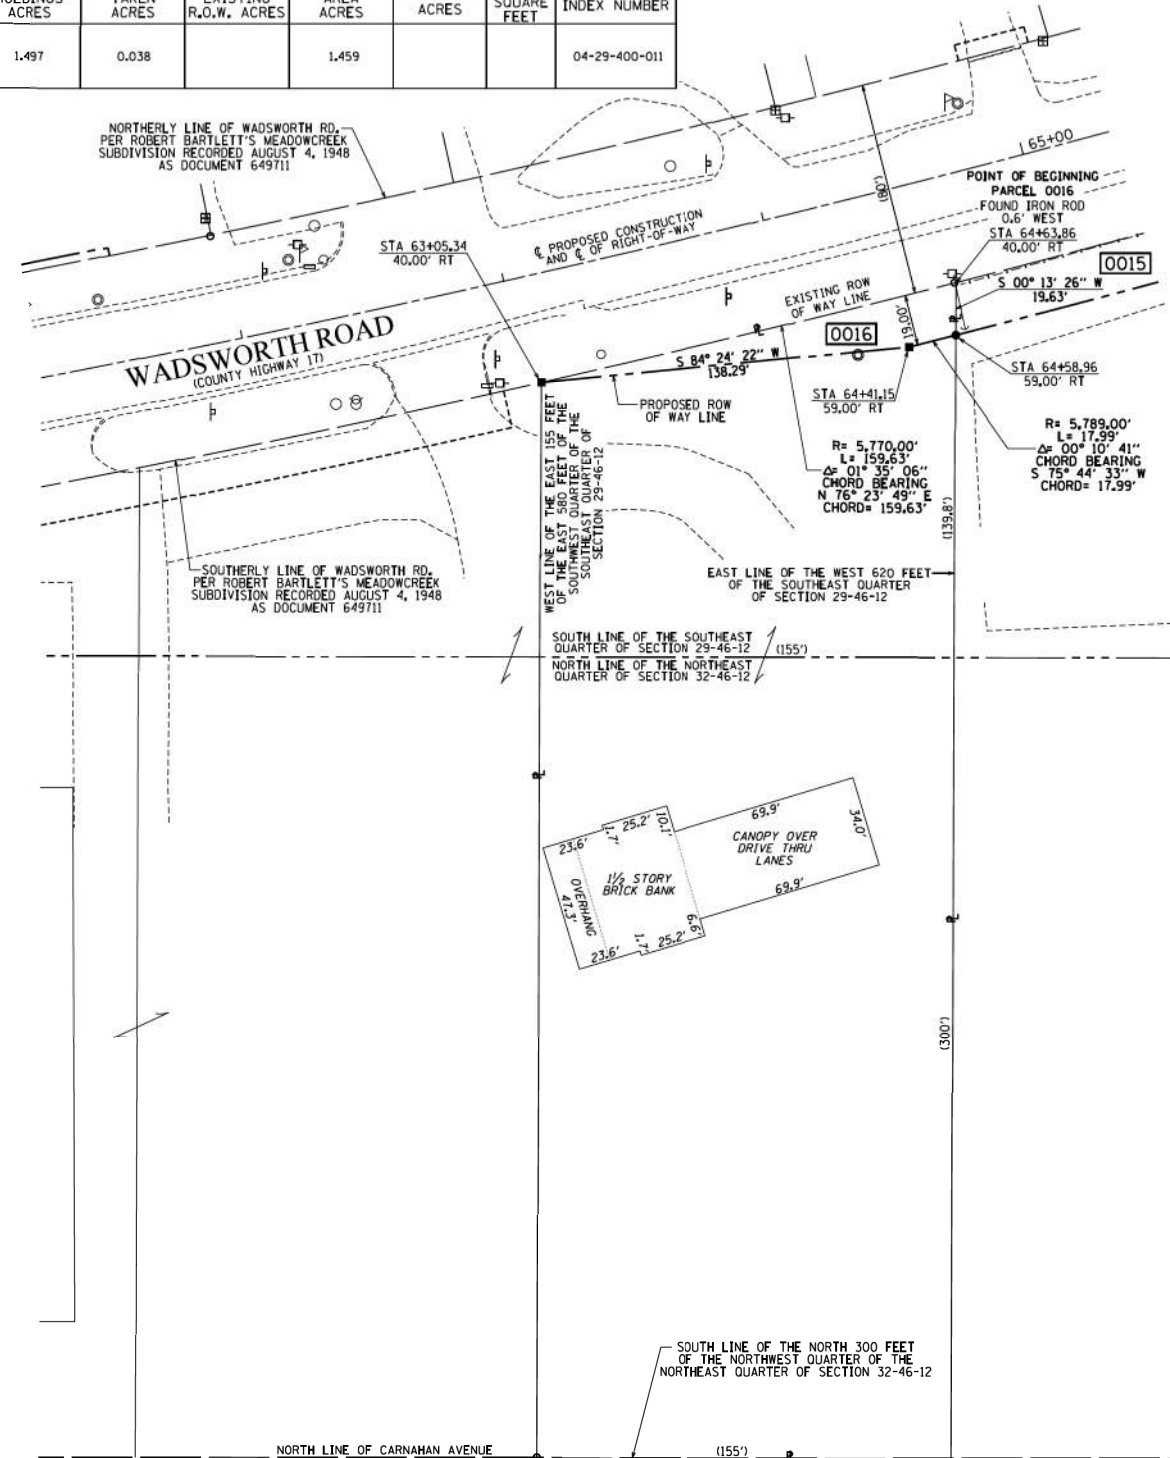 ACRES
ACRES
R.O.W. ACRES
ACRES
ACRES
SQUARE
FEET
INDEX NUMBER
1.497
0.038
1.459
04-29-400-011
NORTHERLY LINE OF WADSWORTH RD.
PER ROBERT BARTLETT'S MEADOWCREEK
SUBDIVISION RECORDED AUGUST 4, 1948
AS DOCUMENT 649711
65+00
POINT OF BEGINNING
PARCEL 0016
FOUND IRON ROD
0.6' WEST
STA 64+63.86
40.00' RT
(80')
℄ PROPOSED CONSTRUCTION
AND ℄ OF RIGHT-OF-WAY
STA 63+05.34
40.00' RT
0015
S 00° 13' 26" W
19.63'
EXISTING ROW
OF WAY LINE
19.00'
0016
WADSWORTH ROAD
(COUNTY HIGHWAY 17)
S 84° 24' 22" W
138.29'
STA 64+58.96
59.00' RT
STA 64+41.15
59.00' RT
PROPOSED ROW
OF WAY LINE
R= 5,789.00'
L= 17.99'
Δ= 00° 10' 41"
CHORD BEARING
S 75° 44' 33" W
CHORD= 17.99'
R= 5,770.00'
L= 159.63'
Δ= 01° 35' 06"
CHORD BEARING
N 76° 23' 49" E
CHORD= 159.63'
WEST LINE OF THE EAST 155 FEET
OF THE EAST 580 FEET OF THE
SOUTHWEST QUARTER OF THE
SOUTHEAST QUARTER OF
SECTION 29-46-12
(139.8')
SOUTHERLY LINE OF WADSWORTH RD.
PER ROBERT BARTLETT'S MEADOWCREEK
SUBDIVISION RECORDED AUGUST 4, 1948
AS DOCUMENT 649711
EAST LINE OF THE WEST 620 FEET
OF THE SOUTHEAST QUARTER
OF SECTION 29-46-12
SOUTH LINE OF THE SOUTHEAST
QUARTER OF SECTION 29-46-12
(155')
NORTH LINE OF THE NORTHEAST
QUARTER OF SECTION 32-46-12
23.6'
1.7'
25.2'
10.1'
69.9'
34.0'
CANOPY OVER
DRIVE THRU
LANES
69.9'
OVERHANG
47.3'
1½ STORY
BRICK BANK
6.6'
23.6'
1.7'
25.2'
(300')
SOUTH LINE OF THE NORTH 300 FEET
OF THE NORTHWEST QUARTER OF THE
NORTHEAST QUARTER OF SECTION 32-46-12
NORTH LINE OF CARNAHAN AVENUE
(155')